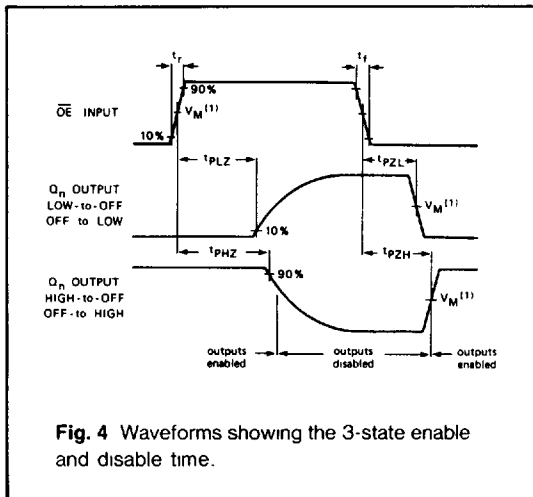 tr
tf
90%
VM(1)
OE INPUT
10%
tPLZ
tPZL
Qn OUTPUT
LOW-to-OFF
OFF to LOW
VM(1)
10%
tPHZ
tPZH
Qn OUTPUT
HIGH-to-OFF
OFF-to HIGH
90%
VM(1)
outputs enabled
outputs disabled
outputs enabled
Fig. 4 Waveforms showing the 3-state enable
and disable time.